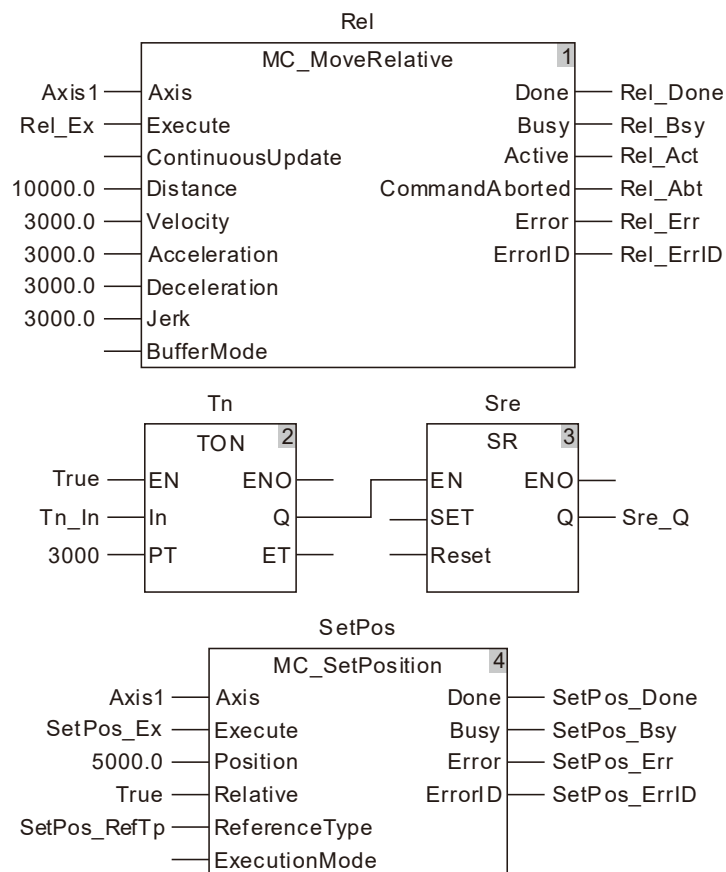 Rel
MC_MoveRelative 1
Axis1 Axis Done Rel_Done
Rel_Ex Execute Busy Rel_Bsy
ContinuousUpdate Active Rel_Act
10000.0 Distance CommandAborted Rel_Abt
3000.0 Velocity Error Rel_Err
3000.0 Acceleration ErrorID Rel_ErrID
3000.0 Deceleration
3000.0 Jerk
BufferMode
Tn Sre
TON 2 SR 3
True EN ENO EN ENO
Tn_In In Q SET Q Sre_Q
3000 PT ET Reset
SetPos
MC_SetPosition 4
Axis1 Axis Done SetPos_Done
SetPos_Ex Execute Busy SetPos_Bsy
5000.0 Position Error SetPos_Err
True Relative ErrorID SetPos_ErrID
SetPos_RefTp ReferenceType
ExecutionMode